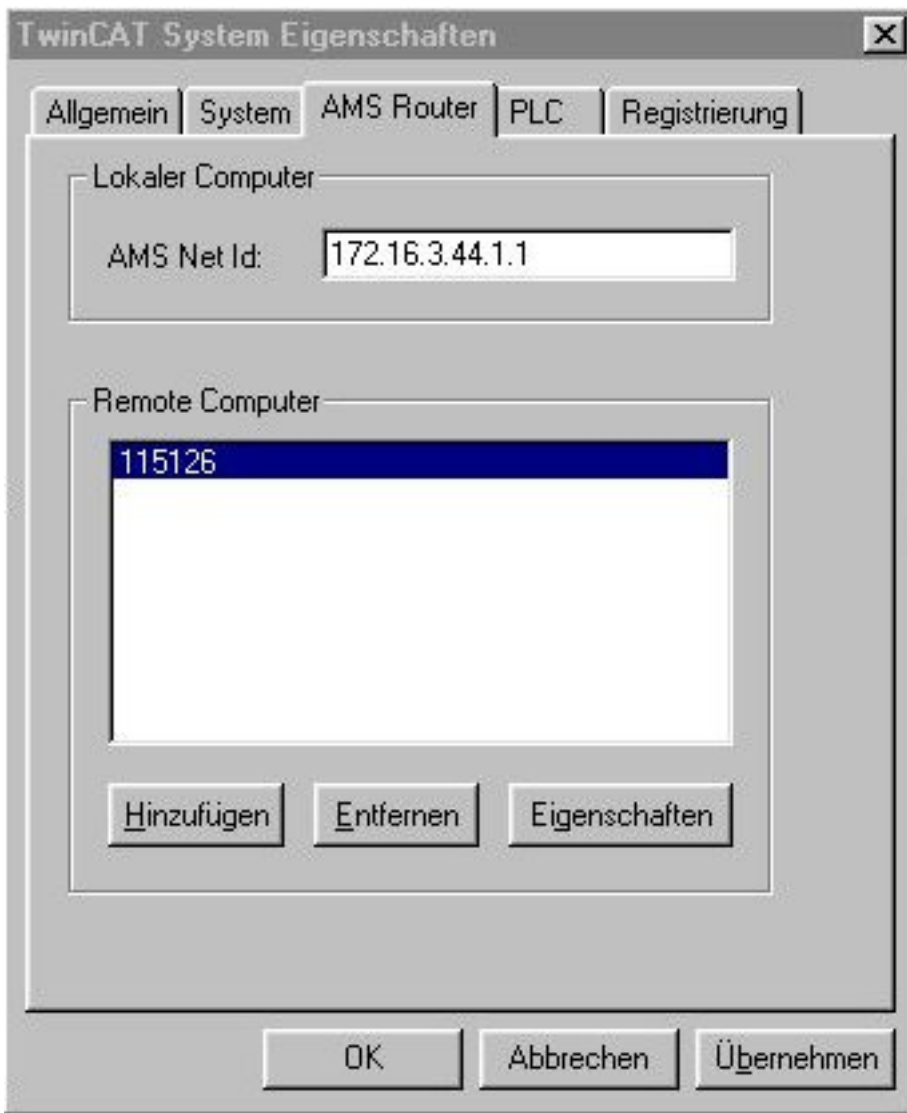 TwinCAT System Eigenschaften
Allgemein System AMS Router PLC Registrierung
Lokaler Computer
AMS Net Id: 172.16.3.44.1.1
Remote Computer
115126
Hinzufügen Entfernen Eigenschaften
OK Abbrechen Übernehmen